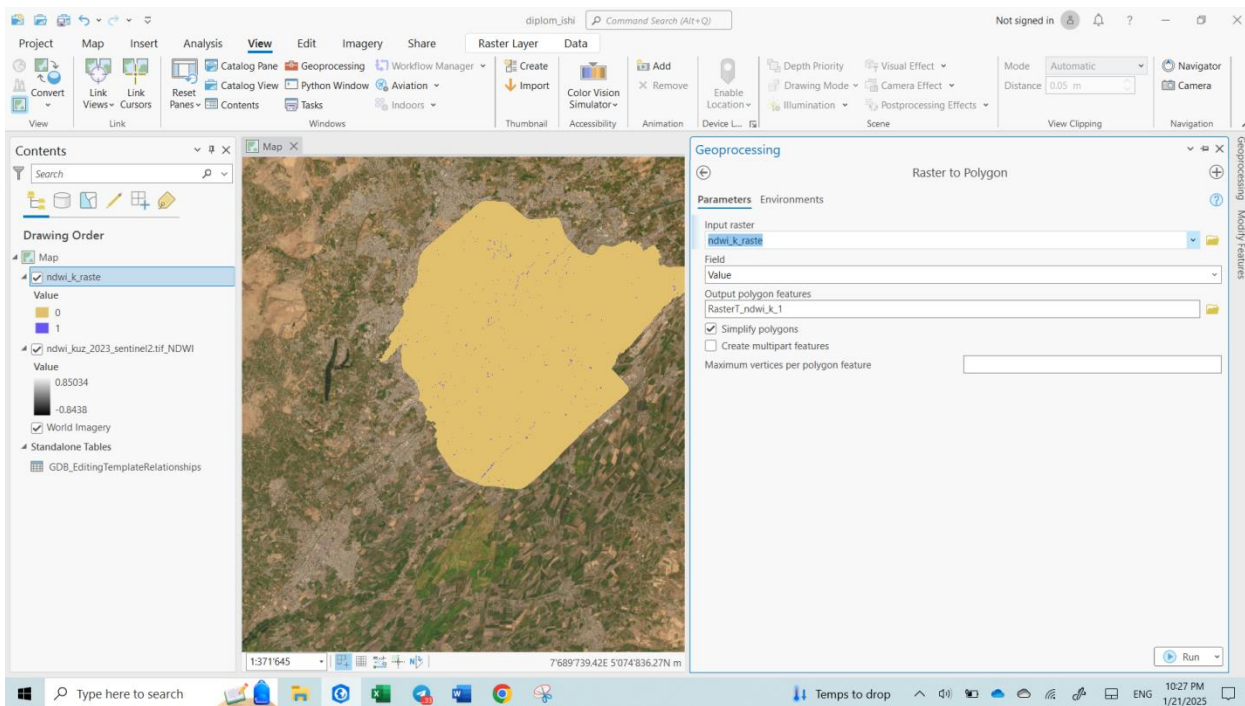 diplom_ishi
Command Search (Alt+Q)
Not signed in
Project Map Insert Analysis View Edit Imagery Share Raster Layer Data
Convert
Link Views
Link Cursors
Reset Panes
Catalog Pane
Geoprocessing
Workflow Manager
Catalog View
Python Window
Aviation
Contents
Tasks
Indoors
Create
Import
Color Vision Simulator
Add
Remove
Enable Location
Depth Priority
Visual Effect
Drawing Mode
Camera Effect
Illumination
Postprocessing Effects
Mode Automatic
Distance 0.05 m
Navigator
Camera
View Link Windows Thumbnail Accessibility Animation Device L... Scene View Clipping Navigation
Contents
Search
Drawing Order
Map
ndwi_k_raste
Value
0
1
ndwi_kuz_2023_sentinel2.tif_NDWI
Value
0.85034
-0.8438
World Imagery
Standalone Tables
GDB_EditingTemplateRelationships
Map
1:371'645
7'689'739.42E 5'074'836.27N m
Geoprocessing
Raster to Polygon
Parameters Environments
Input raster
ndwi_k_raste
Field
Value
Output polygon features
RasterT_ndwi_k_1
Simplify polygons
Create multipart features
Maximum vertices per polygon feature
Run
Geoprocessing
Modify Features
Type here to search
Temps to drop
ENG
10:27 PM
1/21/2025